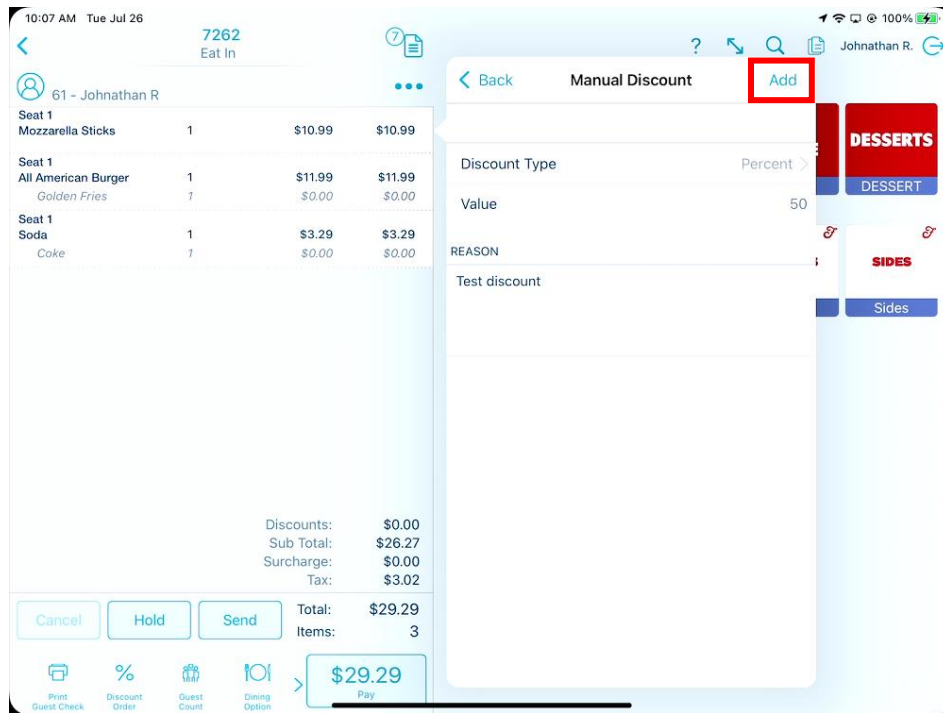 10:07 AM Tue Jul 26
100%
7262
Eat In
7
?
Johnathan R.
61 - Johnathan R
Seat 1
Mozzarella Sticks 1 $10.99 $10.99
Seat 1
All American Burger 1 $11.99 $11.99
Golden Fries 1 $0.00 $0.00
Seat 1
Soda 1 $3.29 $3.29
Coke 1 $0.00 $0.00
Discounts: $0.00
Sub Total: $26.27
Surcharge: $0.00
Tax: $3.02
Cancel
Hold
Send
Total: $29.29
Items: 3
Print
Guest Check
%
Discount
Order
Guest
Count
Dining
Option
$29.29
Pay
Back
Manual Discount
Add
Discount Type Percent
Value 50
REASON
Test discount
DESSERTS
DESSERT
SIDES
Sides